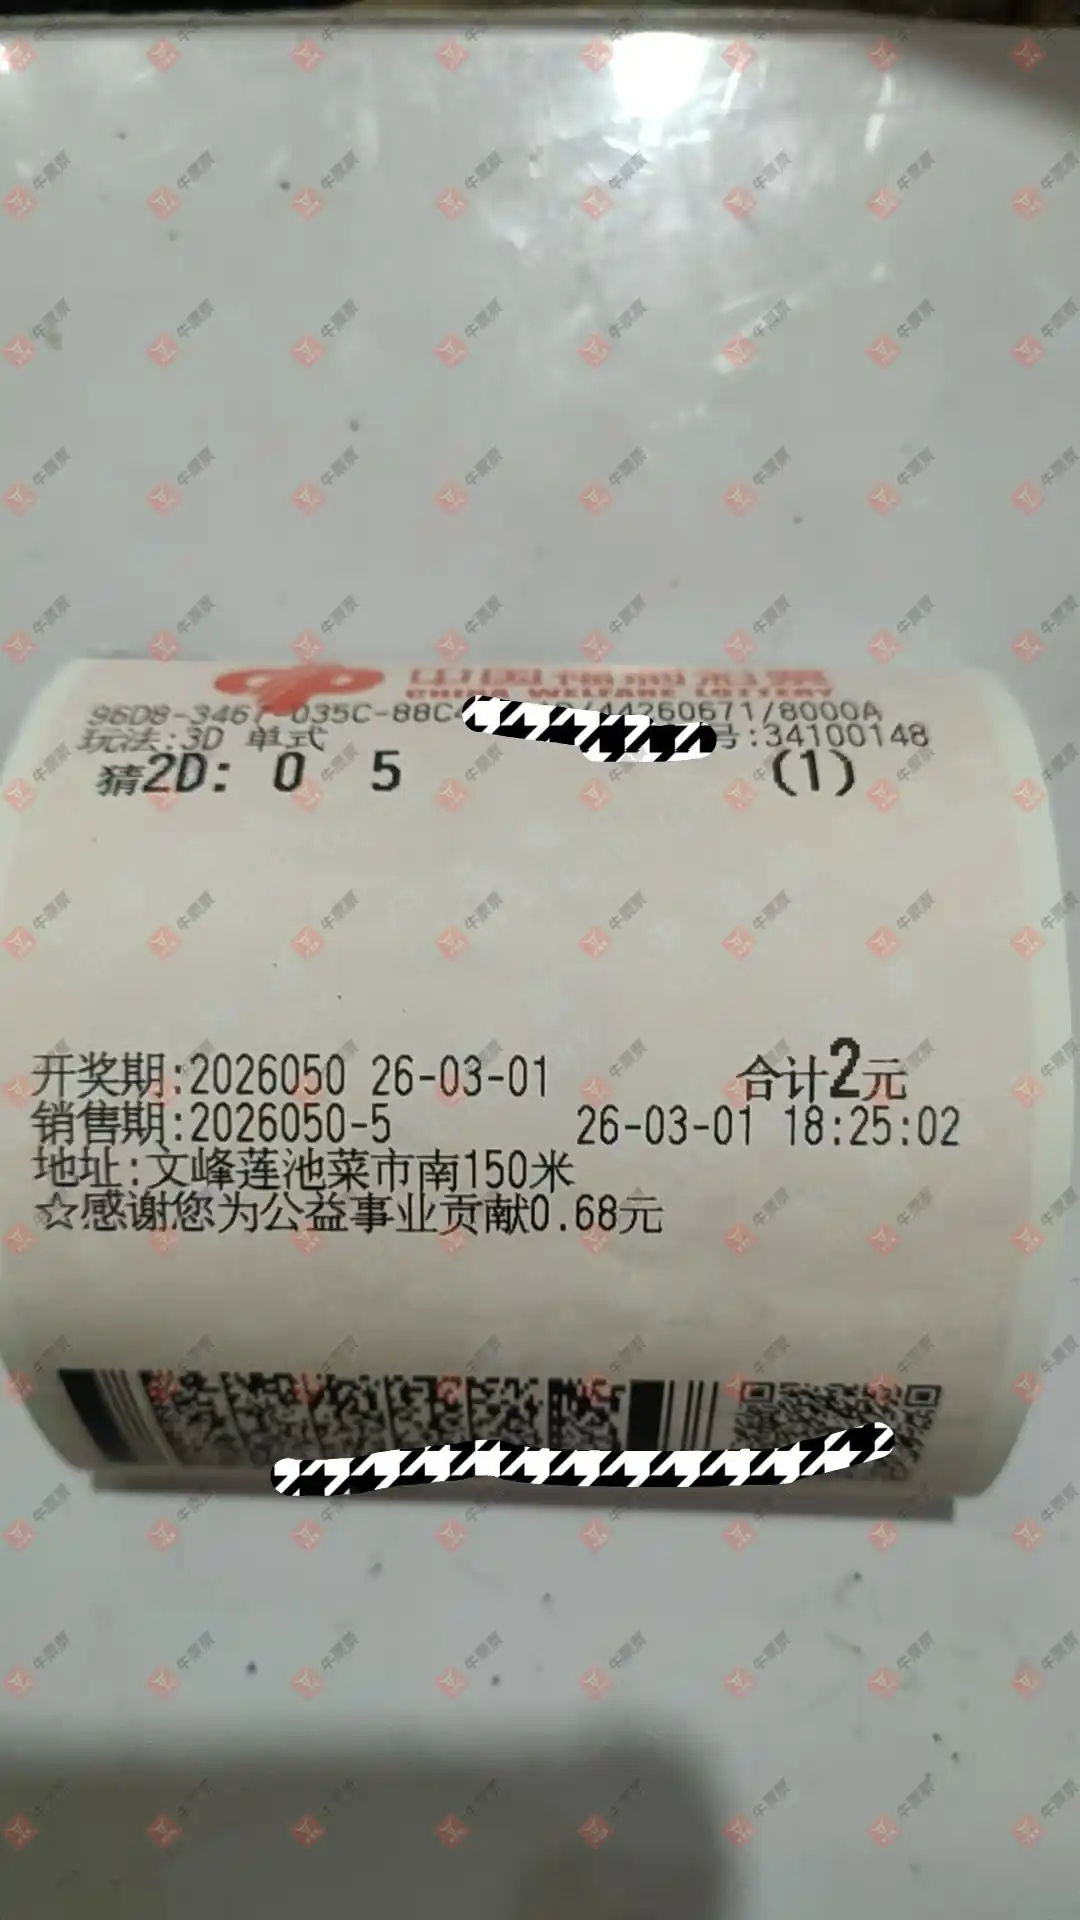 中国福利彩票
CHINA WELFARE LOTTERY
96D8-3467-035C-88C4 44260671/8000A
玩法:3D 单式 号:34100148
猜2D: 0 5 (1)
开奖期:2026050 26-03-01 合计2元
销售期:2026050-5 26-03-01 18:25:02
地址:文峰莲池菜市南150米
☆感谢您为公益事业贡献0.68元
牛票票